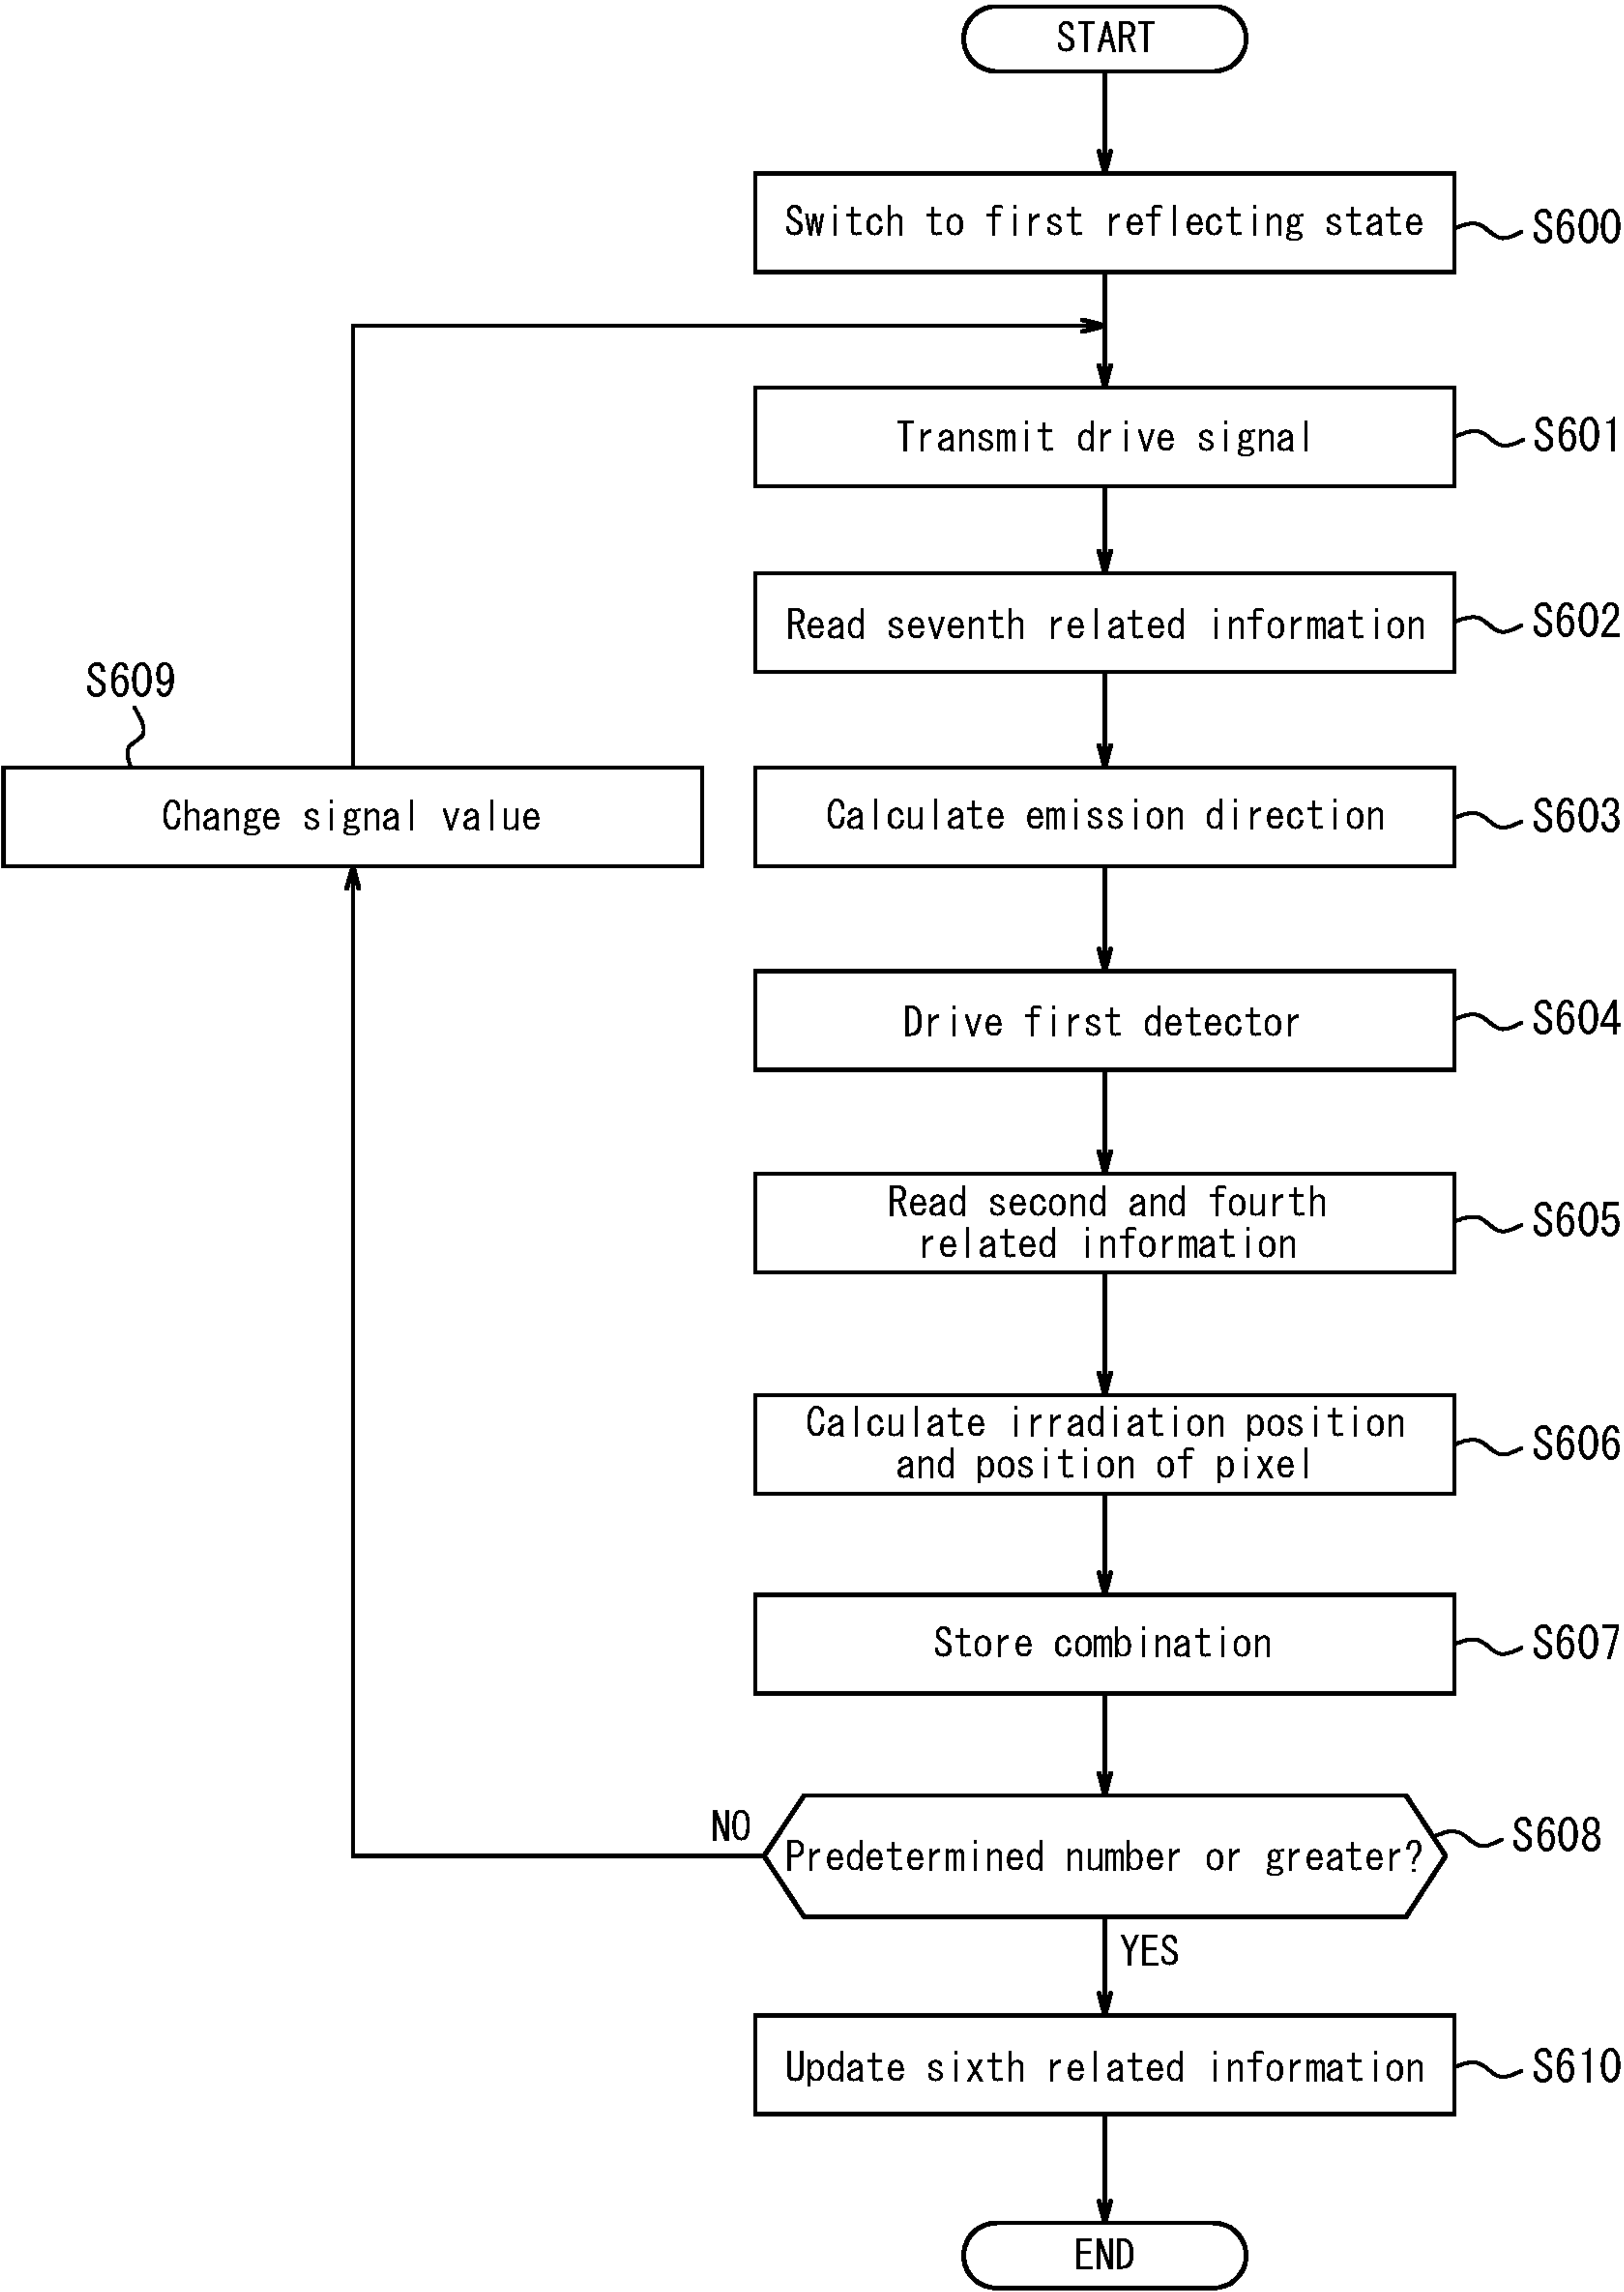 START
Switch to first reflecting state
S600
Transmit drive signal
S601
Read seventh related information
S602
S609
Change signal value
Calculate emission direction
S603
Drive first detector
S604
Read second and fourth
related information
S605
Calculate irradiation position
and position of pixel
S606
Store combination
S607
NO
Predetermined number or greater?
S608
YES
Update sixth related information
S610
END